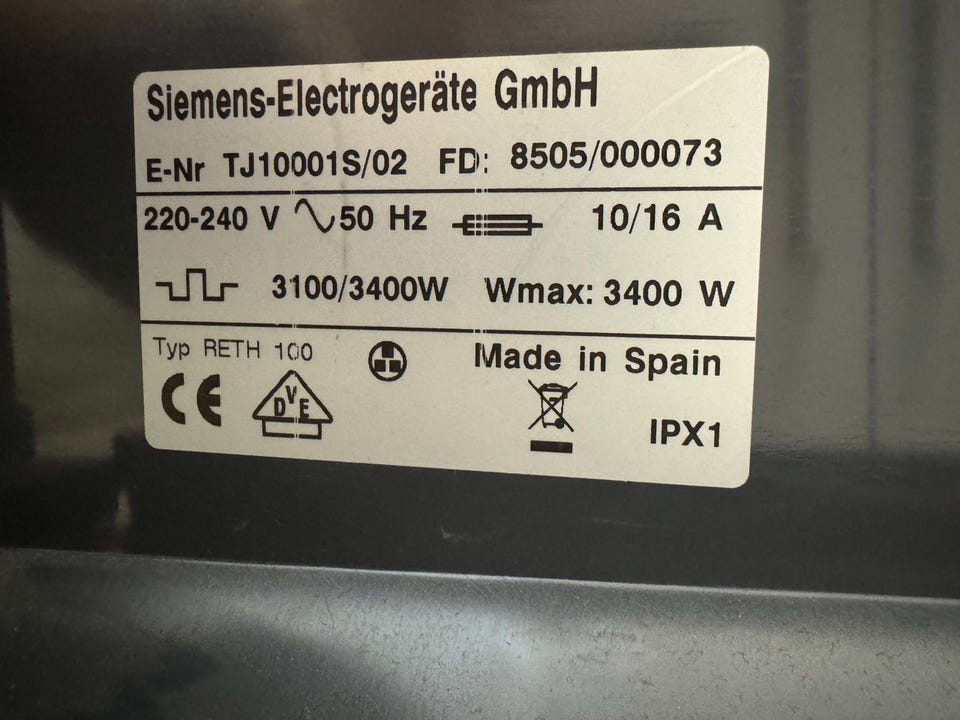 Siemens-Electrogeräte GmbH
E-Nr TJ10001S/02 FD: 8505/000073
220-240 V 50 Hz 10/16 A
3100/3400W Wmax: 3400 W
Typ RETH 100 Made in Spain
CE DVE IPX1